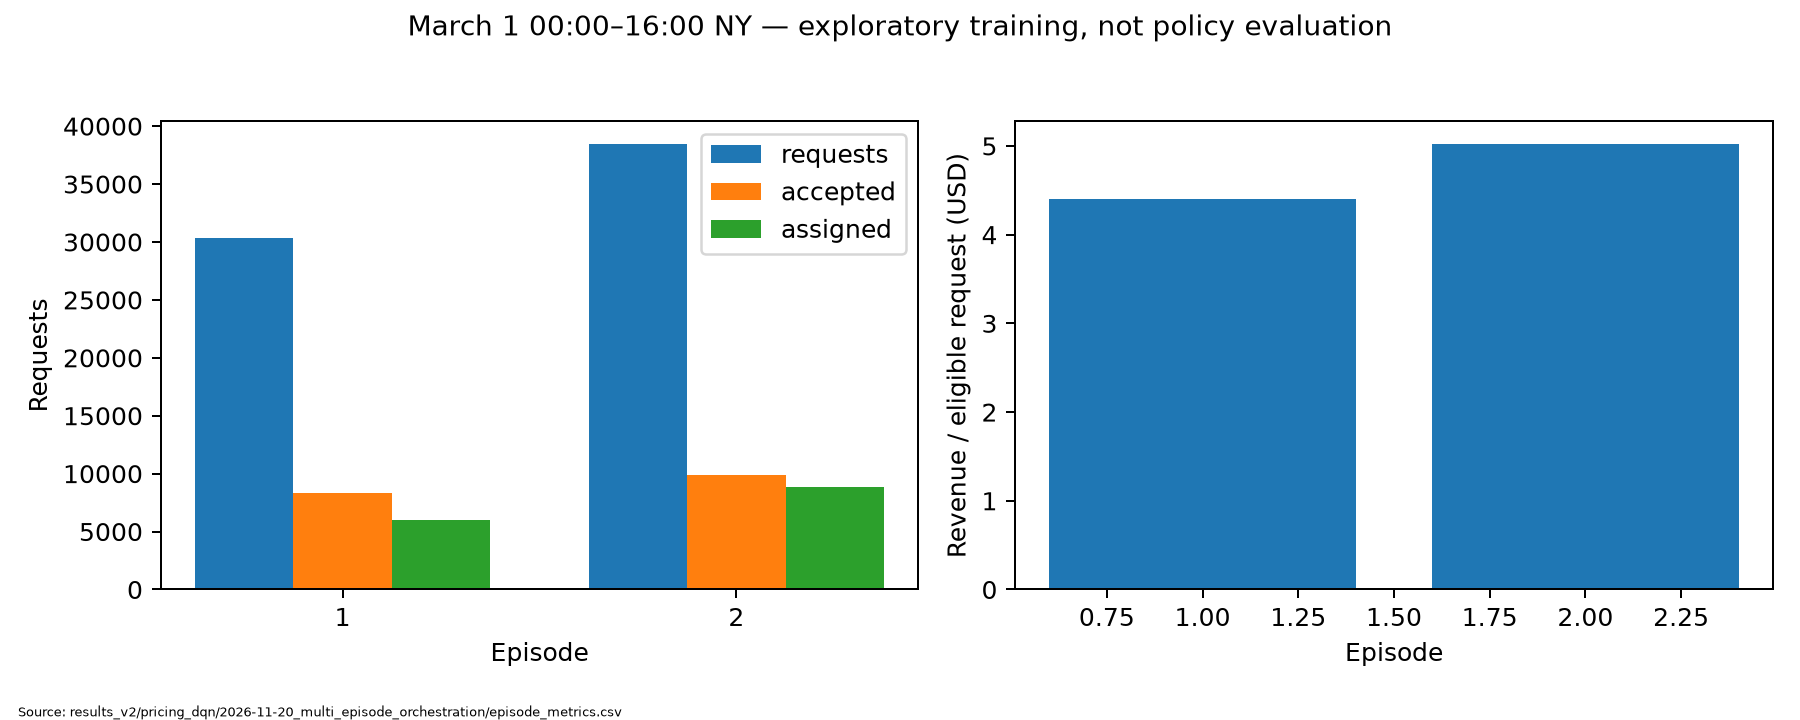 March 1 00:00–16:00 NY — exploratory training, not policy evaluation
Requests
40000
35000
30000
25000
20000
15000
10000
5000
0
requests
accepted
assigned
1
2
Episode
Revenue / eligible request (USD)
5
4
3
2
1
0
0.75
1.00
1.25
1.50
1.75
2.00
2.25
Episode
Source: results_v2/pricing_dqn/2026-11-20_multi_episode_orchestration/episode_metrics.csv